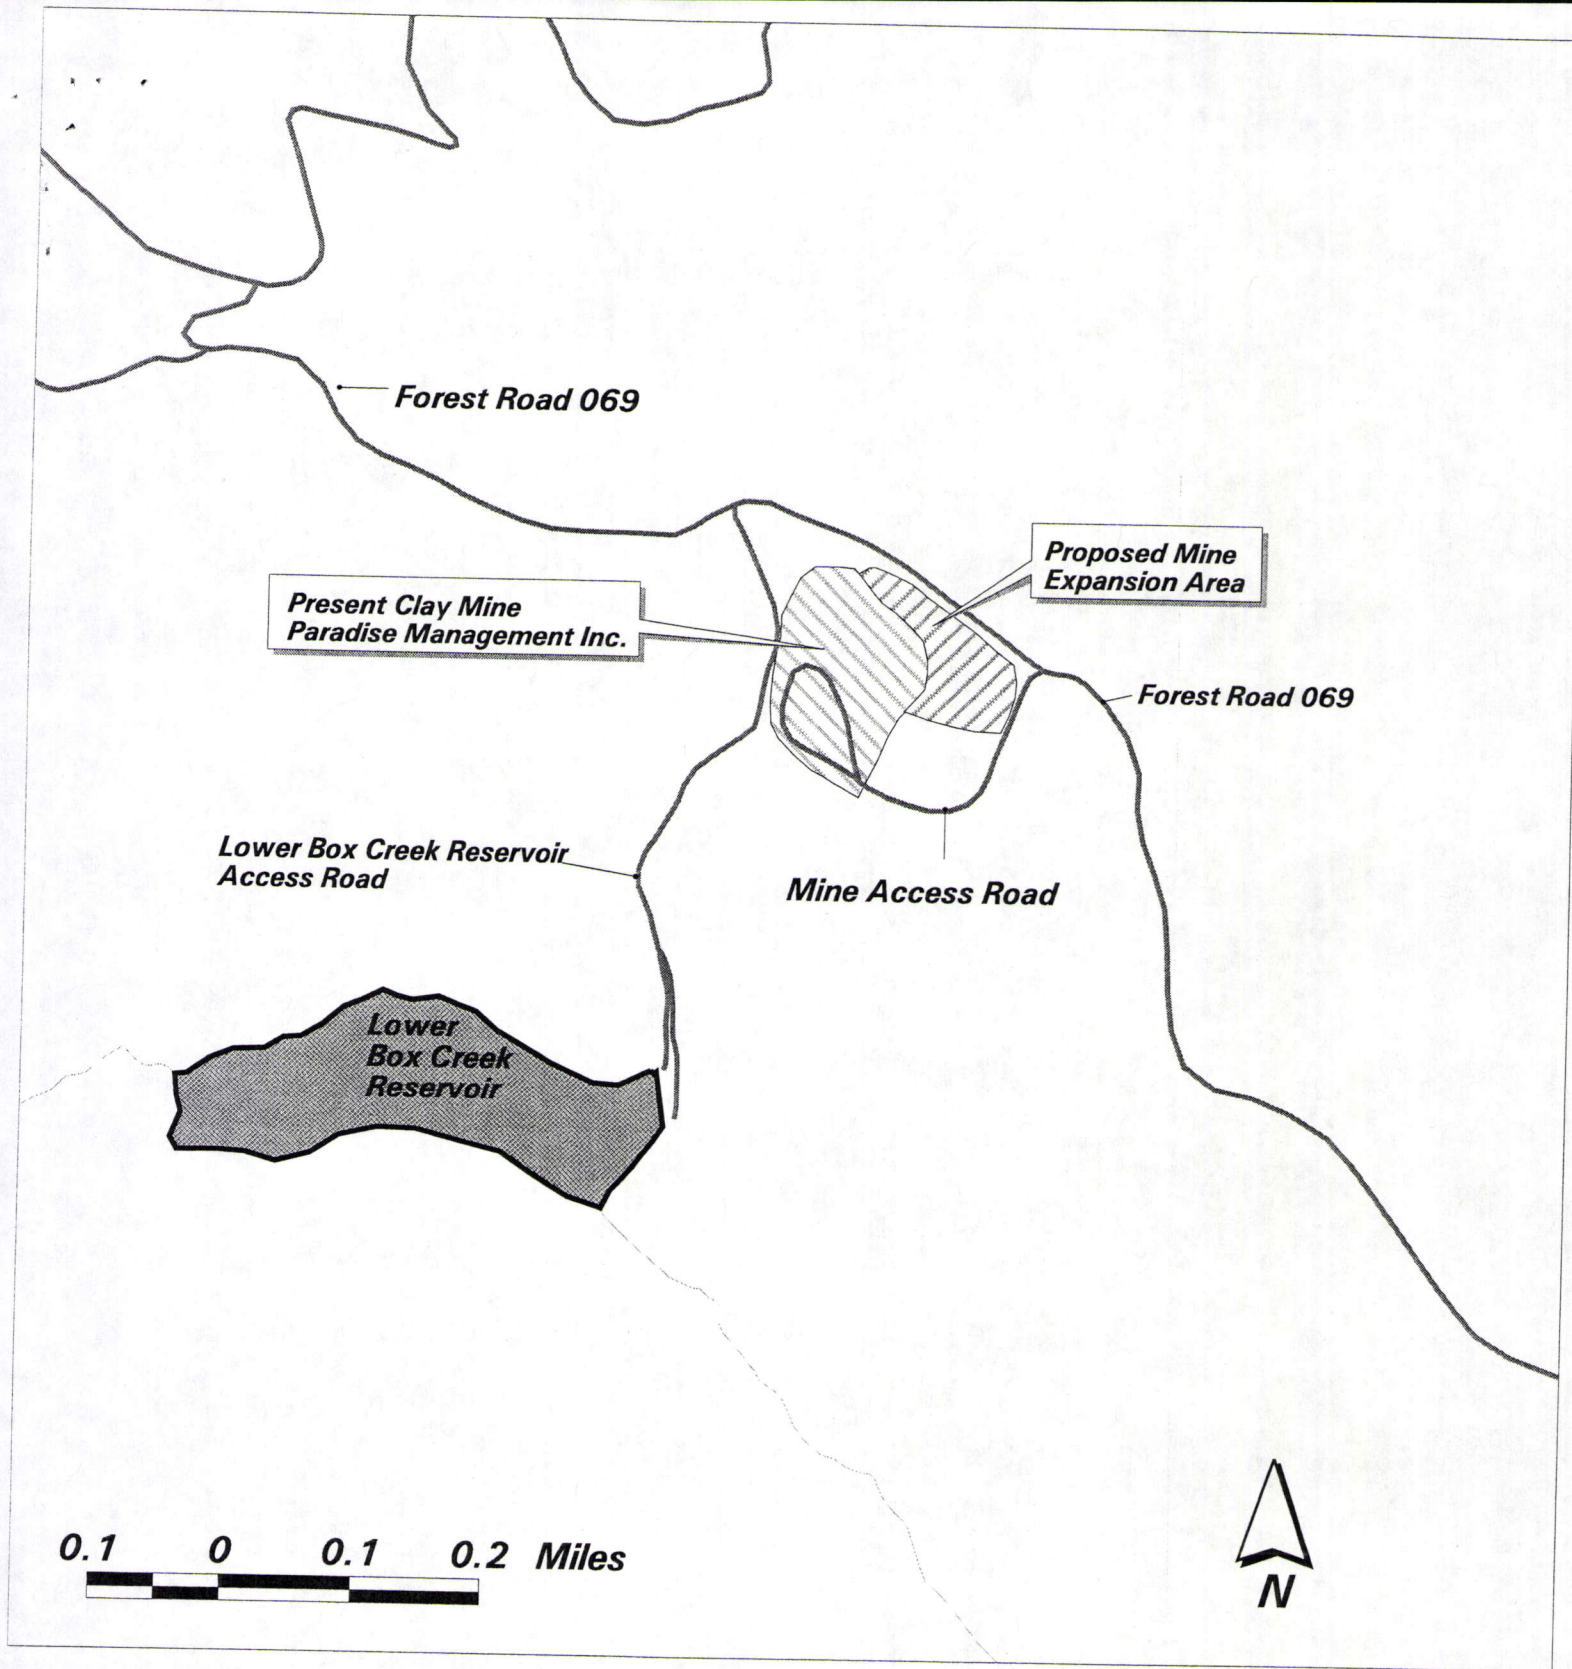 Forest Road 069
Proposed Mine
Expansion Area
Present Clay Mine
Paradise Management Inc.
Forest Road 069
Lower Box Creek Reservoir
Access Road
Mine Access Road
Lower
Box Creek
Reservoir
0.1 0 0.1 0.2 Miles
N